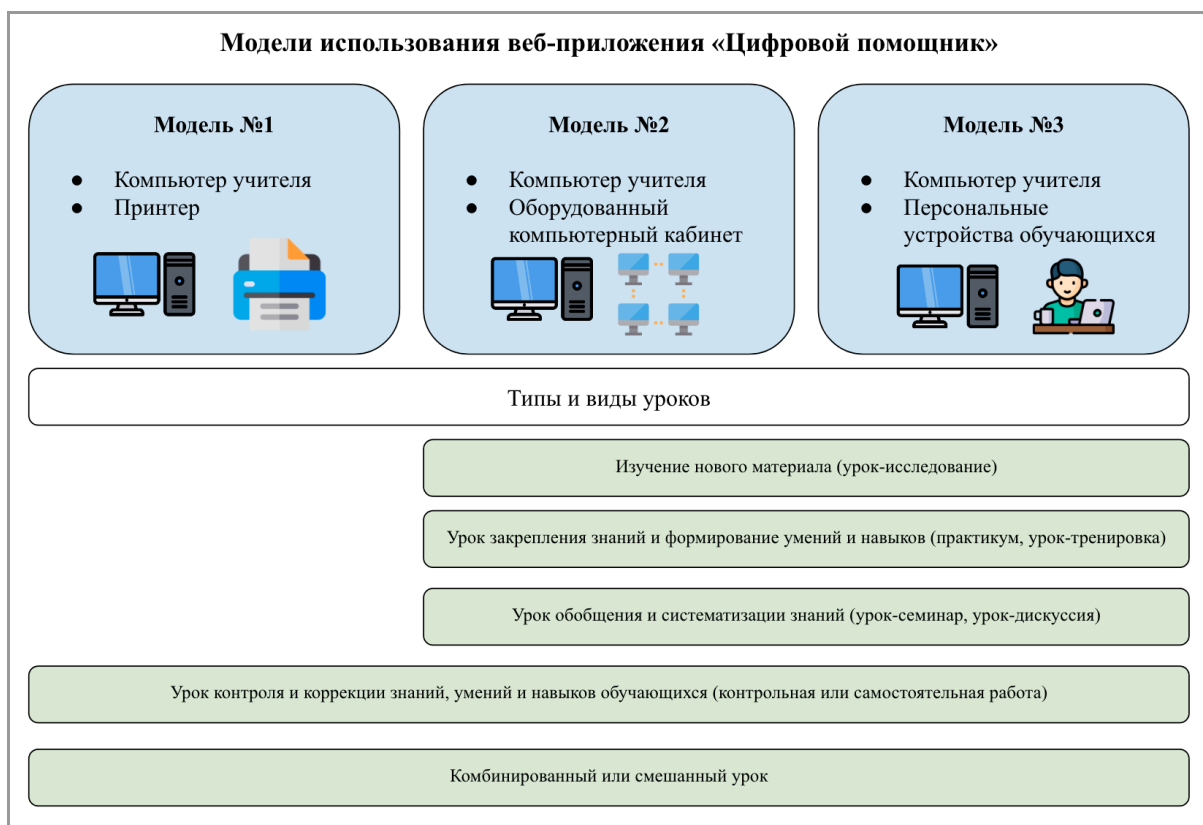 Модели использования веб-приложения «Цифровой помощник»
Модель №1
● Компьютер учителя
● Принтер
Модель №2
● Компьютер учителя
● Оборудованный
компьютерный кабинет
Модель №3
● Компьютер учителя
● Персональные
устройства обучающихся
Типы и виды уроков
Изучение нового материала (урок-исследование)
Урок закрепления знаний и формирование умений и навыков (практикум, урок-тренировка)
Урок обобщения и систематизации знаний (урок-семинар, урок-дискуссия)
Урок контроля и коррекции знаний, умений и навыков обучающихся (контрольная или самостоятельная работа)
Комбинированный или смешанный урок